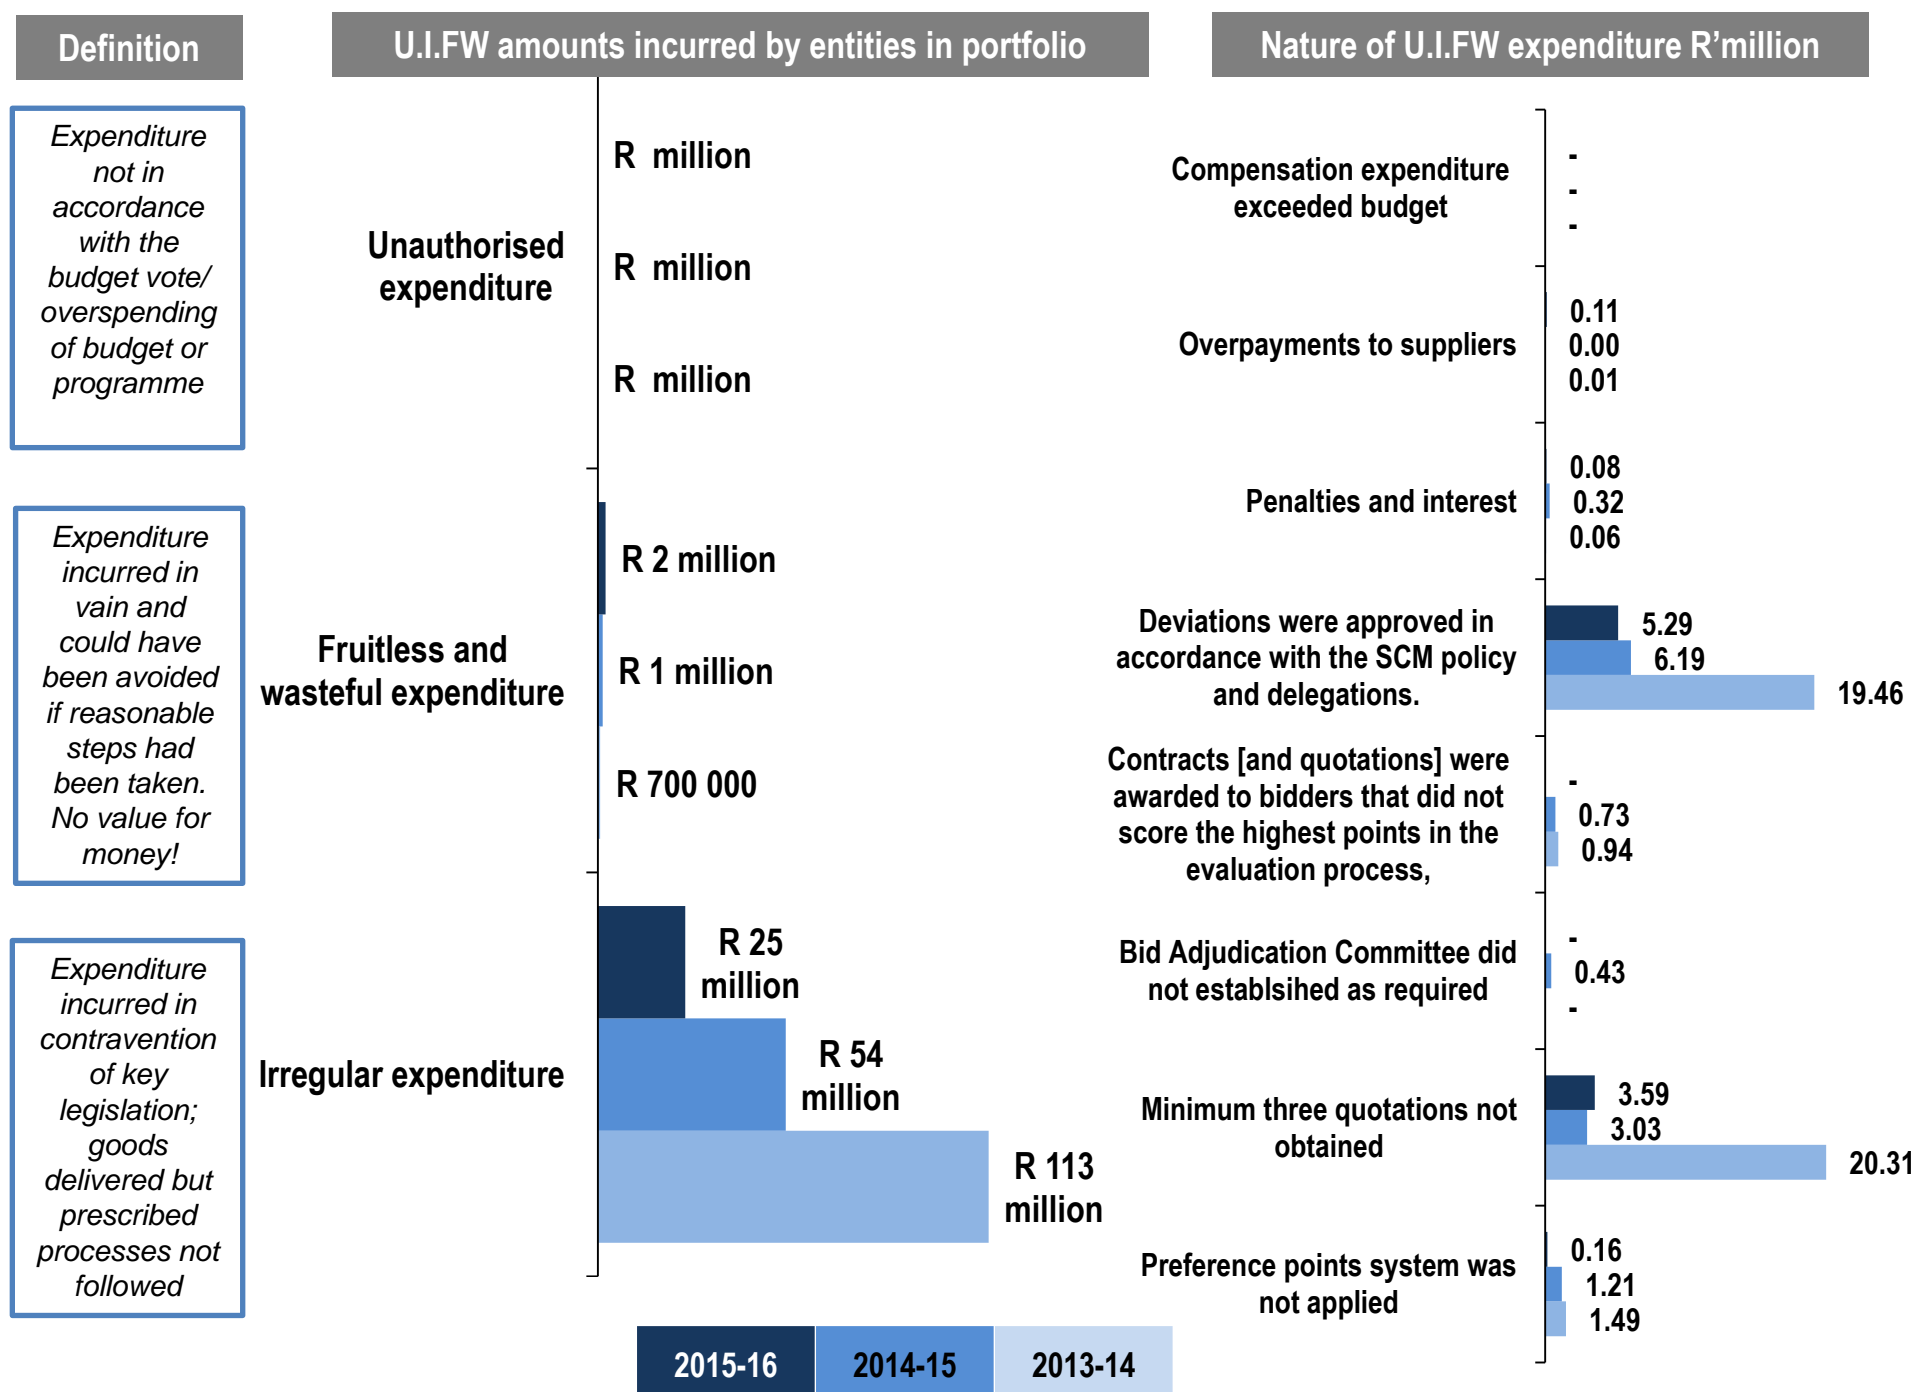 Definition
Expenditure
not in
accordance
with the
budget vote/
overspending
of budget or
programme
Expenditure
incurred in
vain and
could have
been avoided
if reasonable
steps had
been taken.
No value for
money!
Expenditure
incurred in
contravention
of key
legislation;
goods
delivered but
prescribed
processes not
followed
U.I.FW amounts incurred by entities in portfolio
Unauthorised
expenditure
R  million
R  million
R  million
Fruitless and
wasteful expenditure
R 2 million
R 1 million
R 700 000
Irregular expenditure
R 25
million
R 54
million
R 113
million
Nature of U.I.FW expenditure R’million
Compensation expenditure
exceeded budget
-
-
-
Overpayments to suppliers
0.11
0.00
0.01
Penalties and interest
0.08
0.32
0.06
Deviations were approved in
accordance with the SCM policy
and delegations.
5.29
6.19
19.46
Contracts [and quotations] were
awarded to bidders that did not
score the highest points in the
evaluation process,
-
0.73
0.94
Bid Adjudication Committee did
not establsihed as required
-
0.43
-
Minimum three quotations not
obtained
3.59
3.03
20.31
Preference points system was
not applied
0.16
1.21
1.49
2015-16
2014-15
2013-14